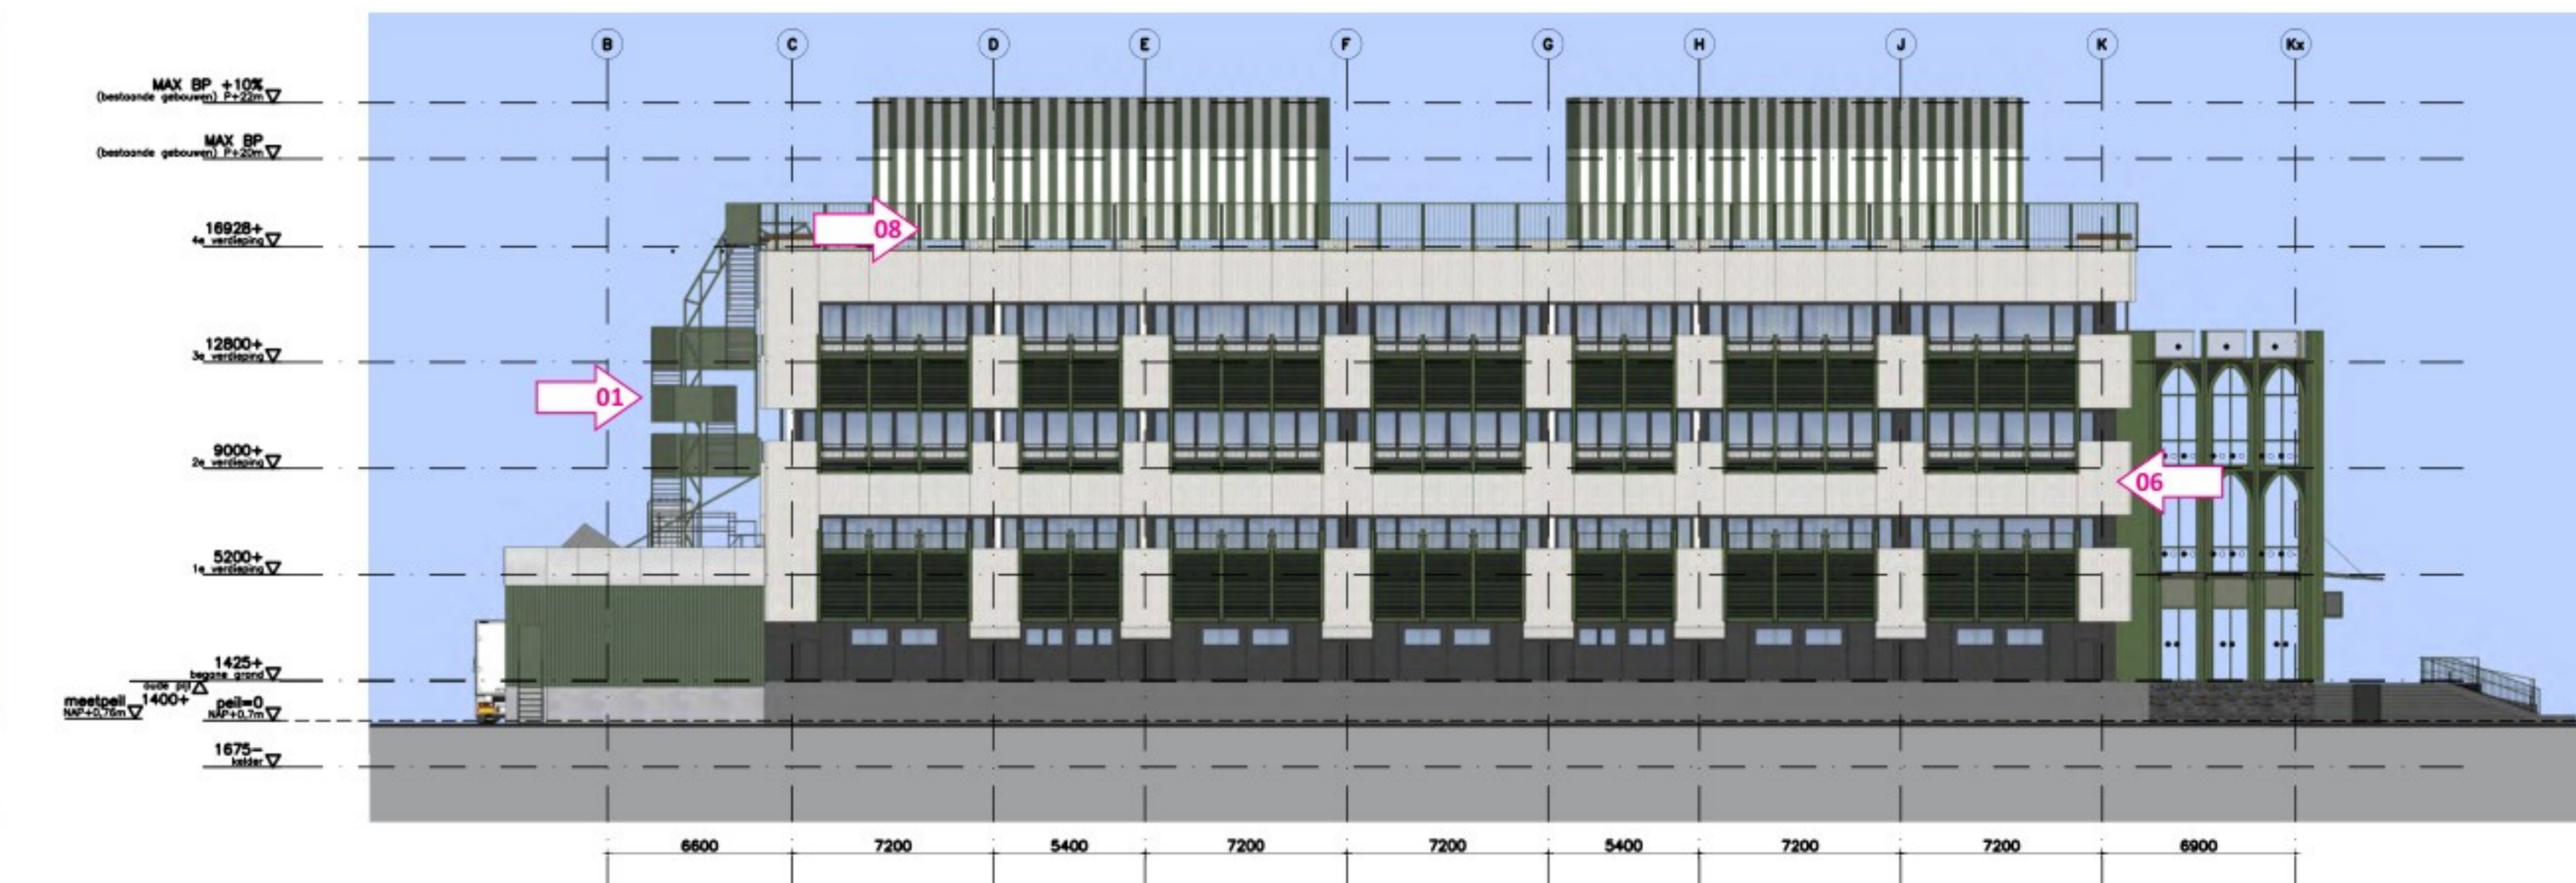 B C D E F G H J K Kx
MAX BP +10%
(bestaande gebouwen) P+22m
MAX BP
(bestaande gebouwen) P+20m
16928+
4e verdieping
08
12800+
3e verdieping
01
9000+
2e verdieping
06
5200+
1e verdieping
1425+
begane grond
oude pijl
1400+
meetpeil
NAP+0,76m
peil=0
NAP+0,7m
1675-
kelder
6600 7200 5400 7200 7200 5400 7200 7200 6900